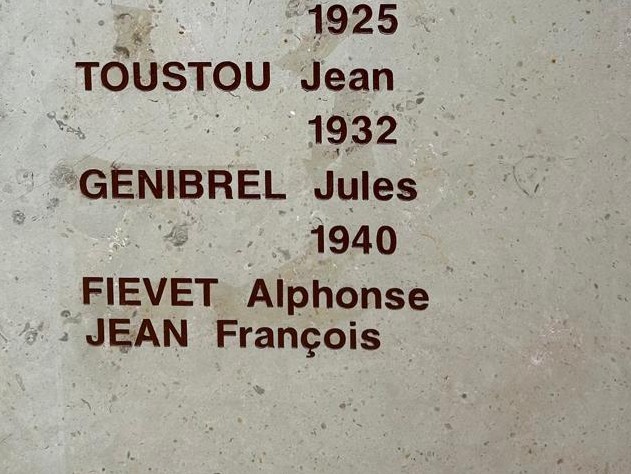 1925
TOUSTOU Jean
1932
GENIBREL Jules
1940
FIEVET Alphonse
JEAN François